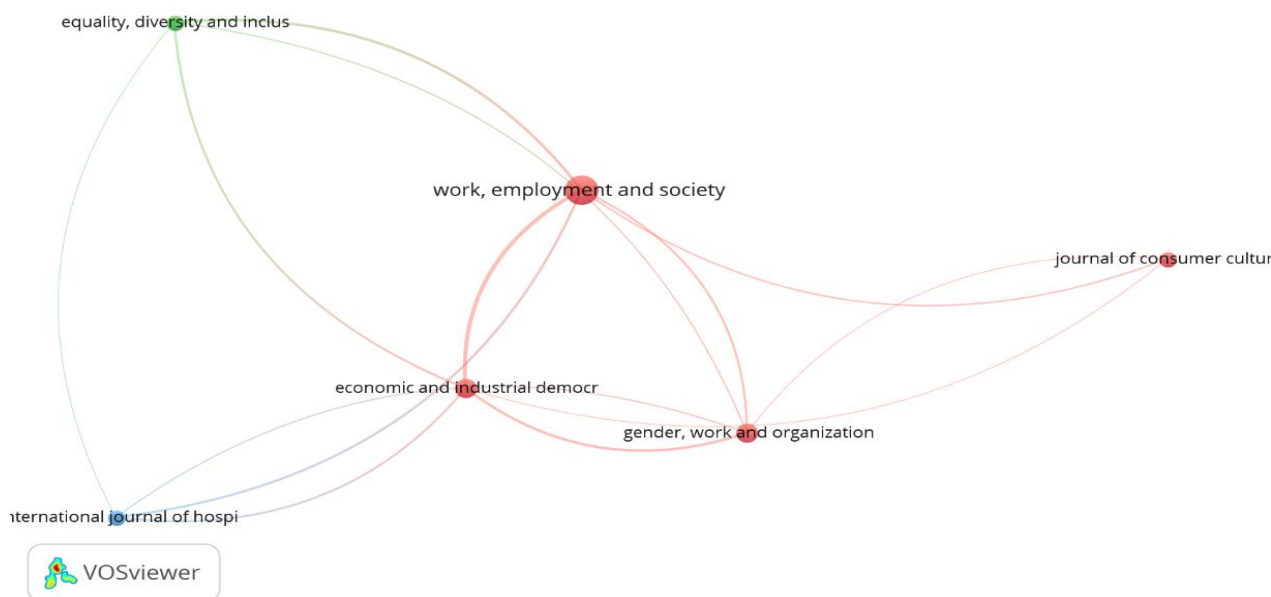 equality, diversity and inclus
work, employment and society
journal of consumer cultur
economic and industrial democr
gender, work and organization
nternational journal of hospi
VOSviewer